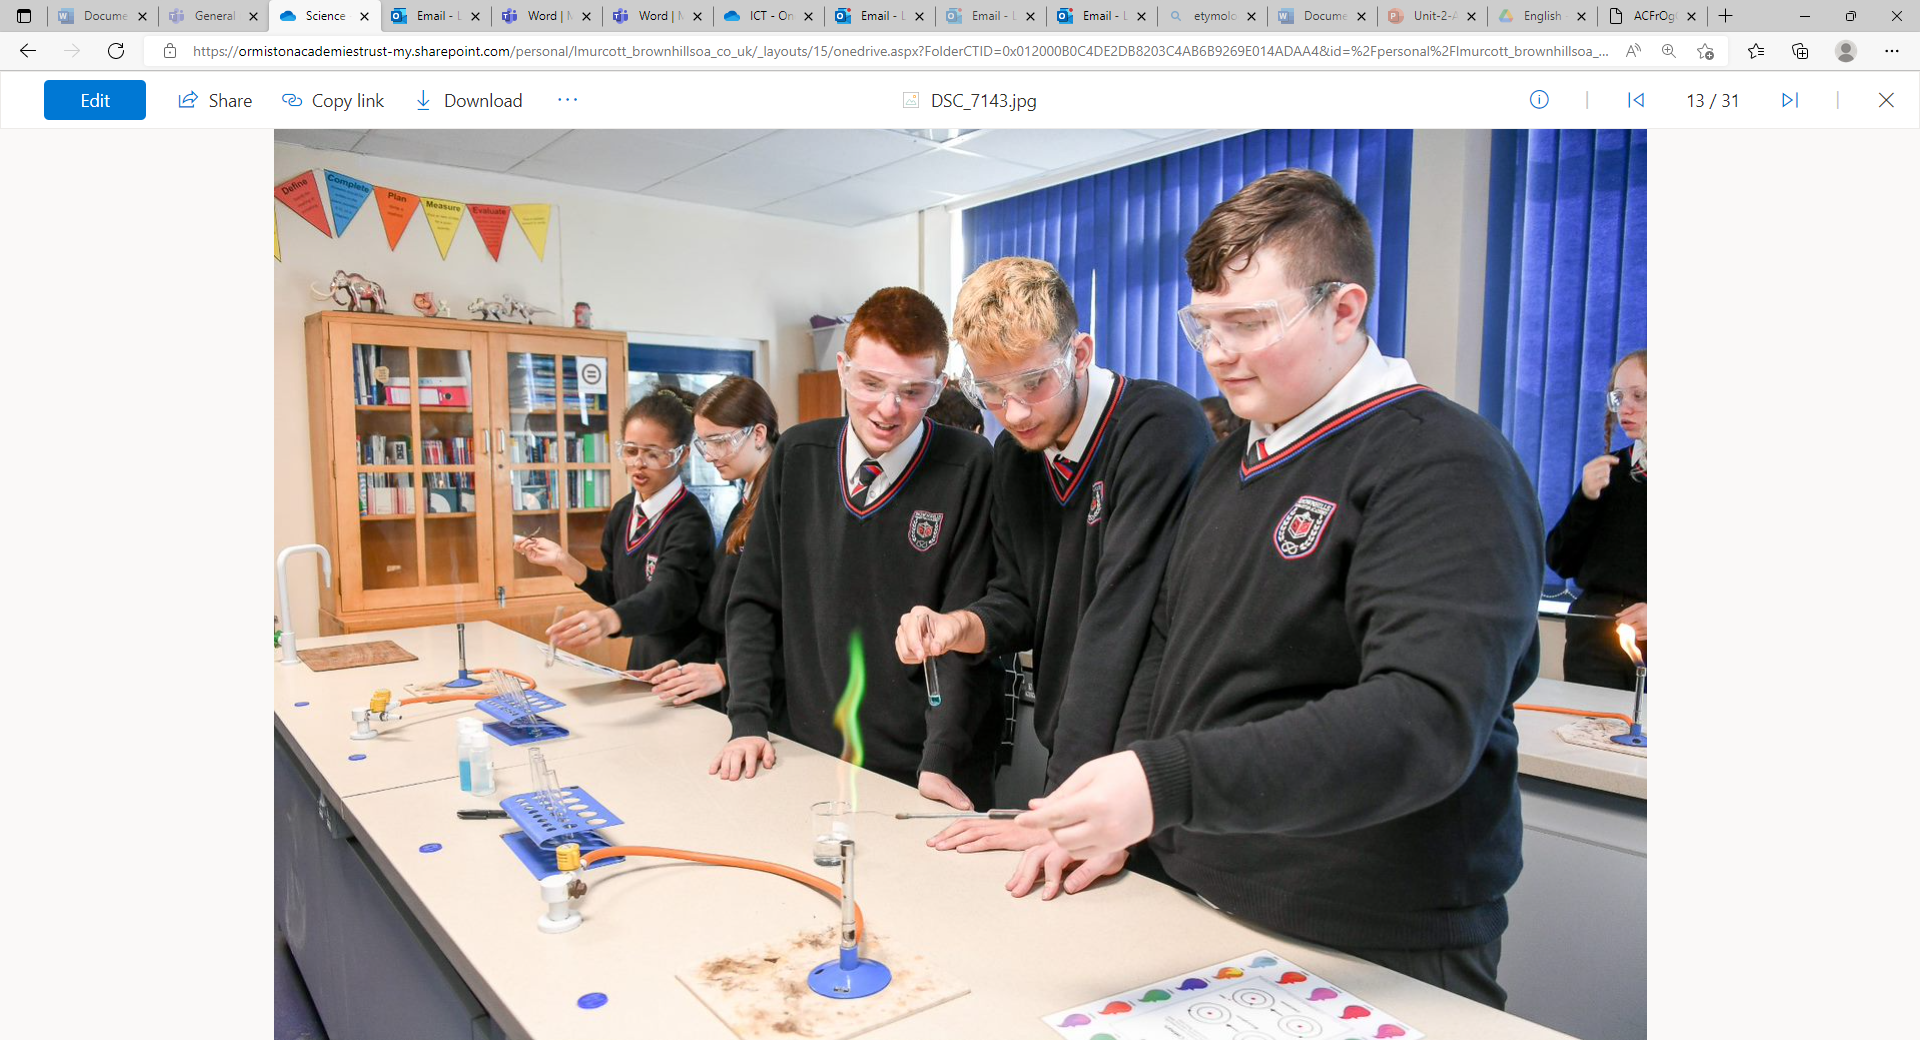 Docume
General
Science
Email - L
Word | M
Word | M
ICT - On
Email - L
Email - L
Email - L
etymolo
Docume
Unit-2-A
English
ACFrOg
https://ormistonacademiestrust-my.sharepoint.com/personal/lmurcott_brownhillsoa_co_uk/_layouts/15/onedrive.aspx?FolderCTID=0x012000B0C4DE2DB8203C4AB6B9269E014ADAA4&id=%2Fpersonal%2Flmurcott_brownhillsoa_...
Edit
Share
Copy link
Download
DSC_7143.jpg
13 / 31
Define
Complete
Plan
Measure
Evaluate